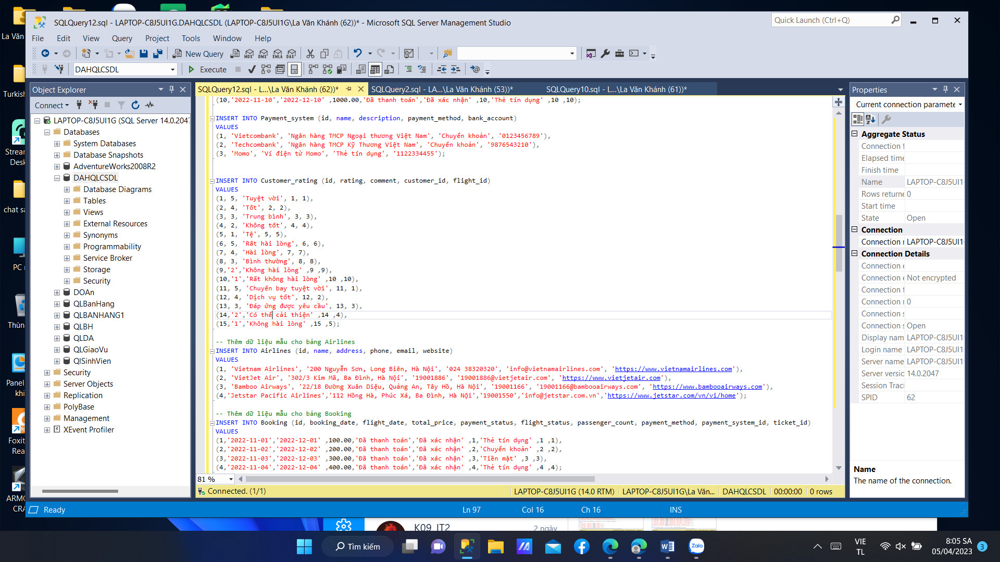 SQLQuery12.sql - LAPTOP-C8J5UI1G.DAHQLCSDL (LAPTOP-C8J5UI1G\La Văn Khánh (62))* - Microsoft SQL Server Management Studio
Quick Launch (Ctrl+Q)
File Edit View Query Project Tools Window Help
New Query
MDX DMX XMLA DAX
DAHQLCSDL
Execute
Object Explorer
Connect
LAPTOP-C8J5UI1G (SQL Server 14.0.2047
Databases
System Databases
Database Snapshots
AdventureWorks2008R2
DAHQLCSDL
Database Diagrams
Tables
Views
External Resources
Synonyms
Programmability
Service Broker
Storage
Security
DOAn
QLBanHang
QLBANHANG1
QLBH
QLDA
QLGiaoVu
QlSinhVien
Security
Server Objects
Replication
PolyBase
Management
XEvent Profiler
SQLQuery12.sql - L...\La Văn Khánh (62))*
SQLQuery2.sql - LA...\La Văn Khánh (53))*
SQLQuery10.sql - L...\La Văn Khánh (61))*
(10,'2022-11-10','2022-12-10' ,1000.00,'Đã thanh toán','Đã xác nhận' ,10,'Thẻ tín dụng' ,10 ,10);
INSERT INTO Payment_system (id, name, description, payment_method, bank_account)
VALUES
(1, 'Vietcombank', 'Ngân hàng TMCP Ngoại thương Việt Nam', 'Chuyển khoản', '0123456789'),
(2, 'Techcombank', 'Ngân hàng TMCP Kỹ Thương Việt Nam', 'Chuyển khoản', '9876543210'),
(3, 'Momo', 'Ví điện tử Momo', 'Thẻ tín dụng', '1122334455');
INSERT INTO Customer_rating (id, rating, comment, customer_id, flight_id)
VALUES
(1, 5, 'Tuyệt vời', 1, 1),
(2, 4, 'Tốt', 2, 2),
(3, 3, 'Trung bình', 3, 3),
(4, 2, 'Không tốt', 4, 4),
(5, 1, 'Tệ', 5, 5),
(6, 5, 'Rất hài lòng', 6, 6),
(7, 4, 'Hài lòng', 7, 7),
(8, 3, 'Bình thường', 8, 8),
(9,'2','Không hài lòng' ,9 ,9),
(10,'1','Rất không hài lòng' ,10 ,10),
(11, 5, 'Chuyến bay tuyệt vời', 11, 1),
(12, 4, 'Dịch vụ tốt', 12, 2),
(13, 3, 'Đáp ứng được yêu cầu', 13, 3),
(14,'2','Có thể cải thiện' ,14 ,4),
(15,'1','Không hài lòng' ,15 ,5);
-- Thêm dữ liệu mẫu cho bảng Airlines
INSERT INTO Airlines (id, name, address, phone, email, website)
VALUES
(1, 'Vietnam Airlines', '200 Nguyễn Sơn, Long Biên, Hà Nội', '024 38320320', 'info@vietnamairlines.com', 'https://www.vietnamairlines.com'),
(2, 'VietJet Air', '302/3 Kim Mã, Ba Đình, Hà Nội', '19001886', '19001886@vietjetair.com', 'https://www.vietjetair.com'),
(3, 'Bamboo Airways', '22/18 Đường Xuân Diệu, Quảng An, Tây Hồ, Hà Nội', '19001166', '19001166@bambooairways.com', 'https://www.bambooairways.com'),
(4,'Jetstar Pacific Airlines','112 Hồng Hà, Phúc Xá, Ba Đình, Hà Nội','19001550','info@jetstar.com.vn','https://www.jetstar.com/vn/vi/home');
-- Thêm dữ liệu mẫu cho bảng Booking
INSERT INTO Booking (id, booking_date, flight_date, total_price, payment_status, flight_status, passenger_count, payment_method, payment_system_id, ticket_id)
VALUES
(1,'2022-11-01','2022-12-01' ,100.00,'Đã thanh toán','Đã xác nhận' ,1,'Thẻ tín dụng' ,1 ,1),
(2,'2022-11-02','2022-12-02' ,200.00,'Đã thanh toán','Đã xác nhận' ,2,'Chuyển khoản' ,2 ,2),
(3,'2022-11-03','2022-12-03' ,300.00,'Đã thanh toán','Đã xác nhận' ,3,'Tiền mặt' ,3 ,3),
(4,'2022-11-04','2022-12-04' ,400.00,'Đã thanh toán','Đã xác nhận' ,4,'Thẻ tín dụng' ,4 ,4);
81 %
Connected. (1/1)
LAPTOP-C8J5UI1G (14.0 RTM) LAPTOP-C8J5UI1G\La Văn... DAHQLCSDL 00:00:00 0 rows
Properties
Current connection paramete
Aggregate Status
Connection f
Elapsed time
Finish time
Name LAPTOP-C8J5UI1
Rows returne 0
Start time
State Open
Connection
Connection r LAPTOP-C8J5UI1
Connection Details
Connection e
Connection e Not encrypted
Connection f
Connection r 0
Connection s
Connection s Open
Display nam LAPTOP-C8J5UI1
Login name LAPTOP-C8J5UI1
Server name LAPTOP-C8J5UI1
Server versic 14.0.2047
Session Traci
SPID 62
Name
The name of the connection.
Ready
Ln 97 Col 16 Ch 16 INS
La Văn
Turkish
Strear
Desk
chat sa
PC
Thùn
Panel
khi
Foxit
Rea
ARMO
CRA
K09_IT2
2 ngày
Tìm kiếm
Zalo
VIE
TL
8:05 SA
05/04/2023
3